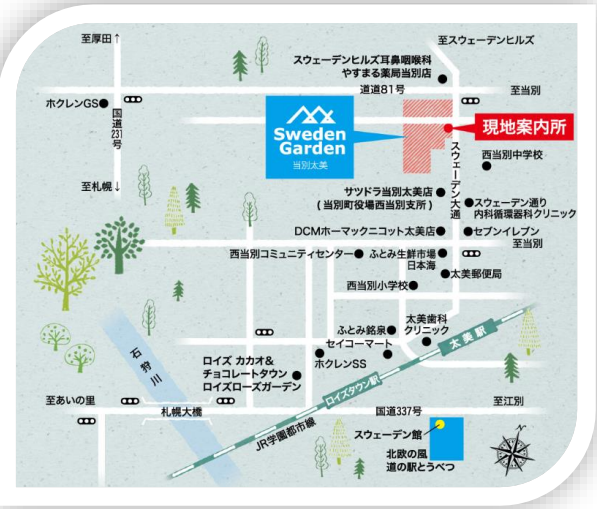 至厚田↑
至スウェーデンヒルズ
スウェーデンヒルズ耳鼻咽喉科
やすまる薬局当別店
道道81号
至当別
ホクレンGS
国道231号
Sweden
Garden
当別太美
現地案内所
スウェーデン大通
西当別中学校
至札幌↓
サツドラ当別太美店
(当別町役場西当別支所)
スウェーデン通り
内科循環器科クリニック
DCMホーマックニコット太美店
セブンイレブン
至当別
西当別コミュニティセンター
ふとみ生鮮市場
日本海
太美郵便局
西当別小学校
太美歯科
クリニック
ふとみ銘泉
セイコーマート
ホクレンSS
太美駅
石狩川
ロイズ カカオ&
チョコレートタウン
ロイズローズガーデン
ロイズタウン駅
至あいの里
札幌大橋
国道337号
至江別
JR学園都市線
スウェーデン館
北欧の風
道の駅とうべつ
N